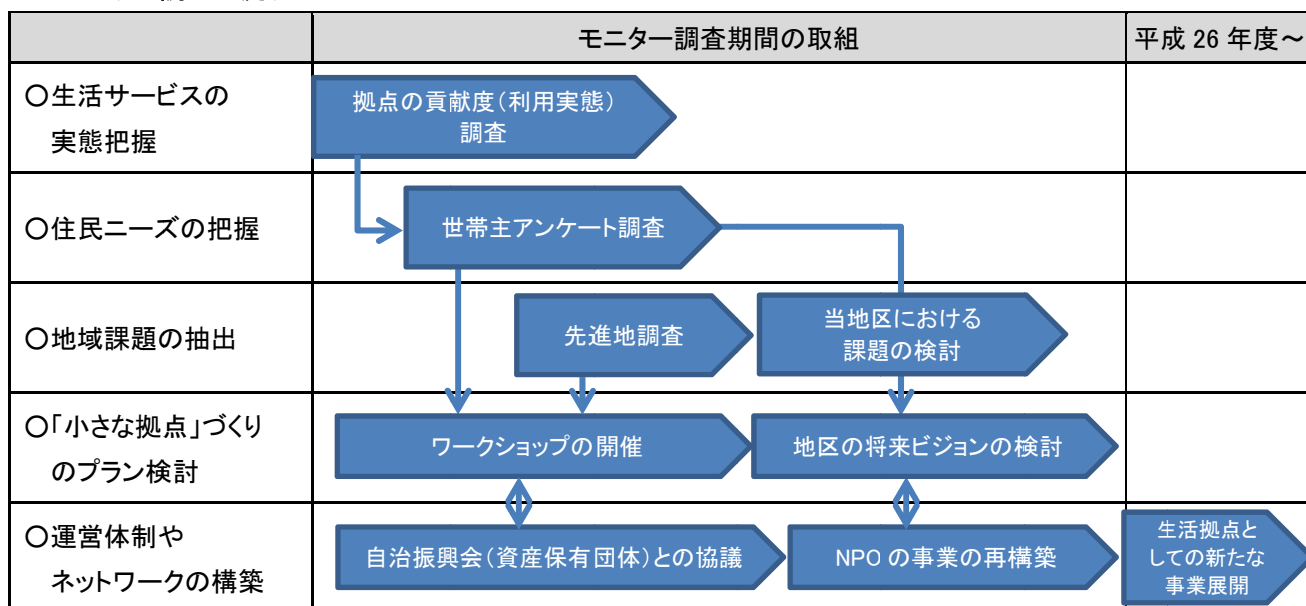 モニター調査期間の取組
平成 26 年度～
○生活サービスの
実態把握
拠点の貢献度（利用実態）
調査
○住民ニーズの把握
世帯主アンケート調査
○地域課題の抽出
先進地調査
当地区における
課題の検討
○「小さな拠点」づくり
のプラン検討
ワークショップの開催
地区の将来ビジョンの検討
○運営体制や
ネットワークの構築
自治振興会（資産保有団体）との協議
NPO の事業の再構築
生活拠点と
しての新たな
事業展開